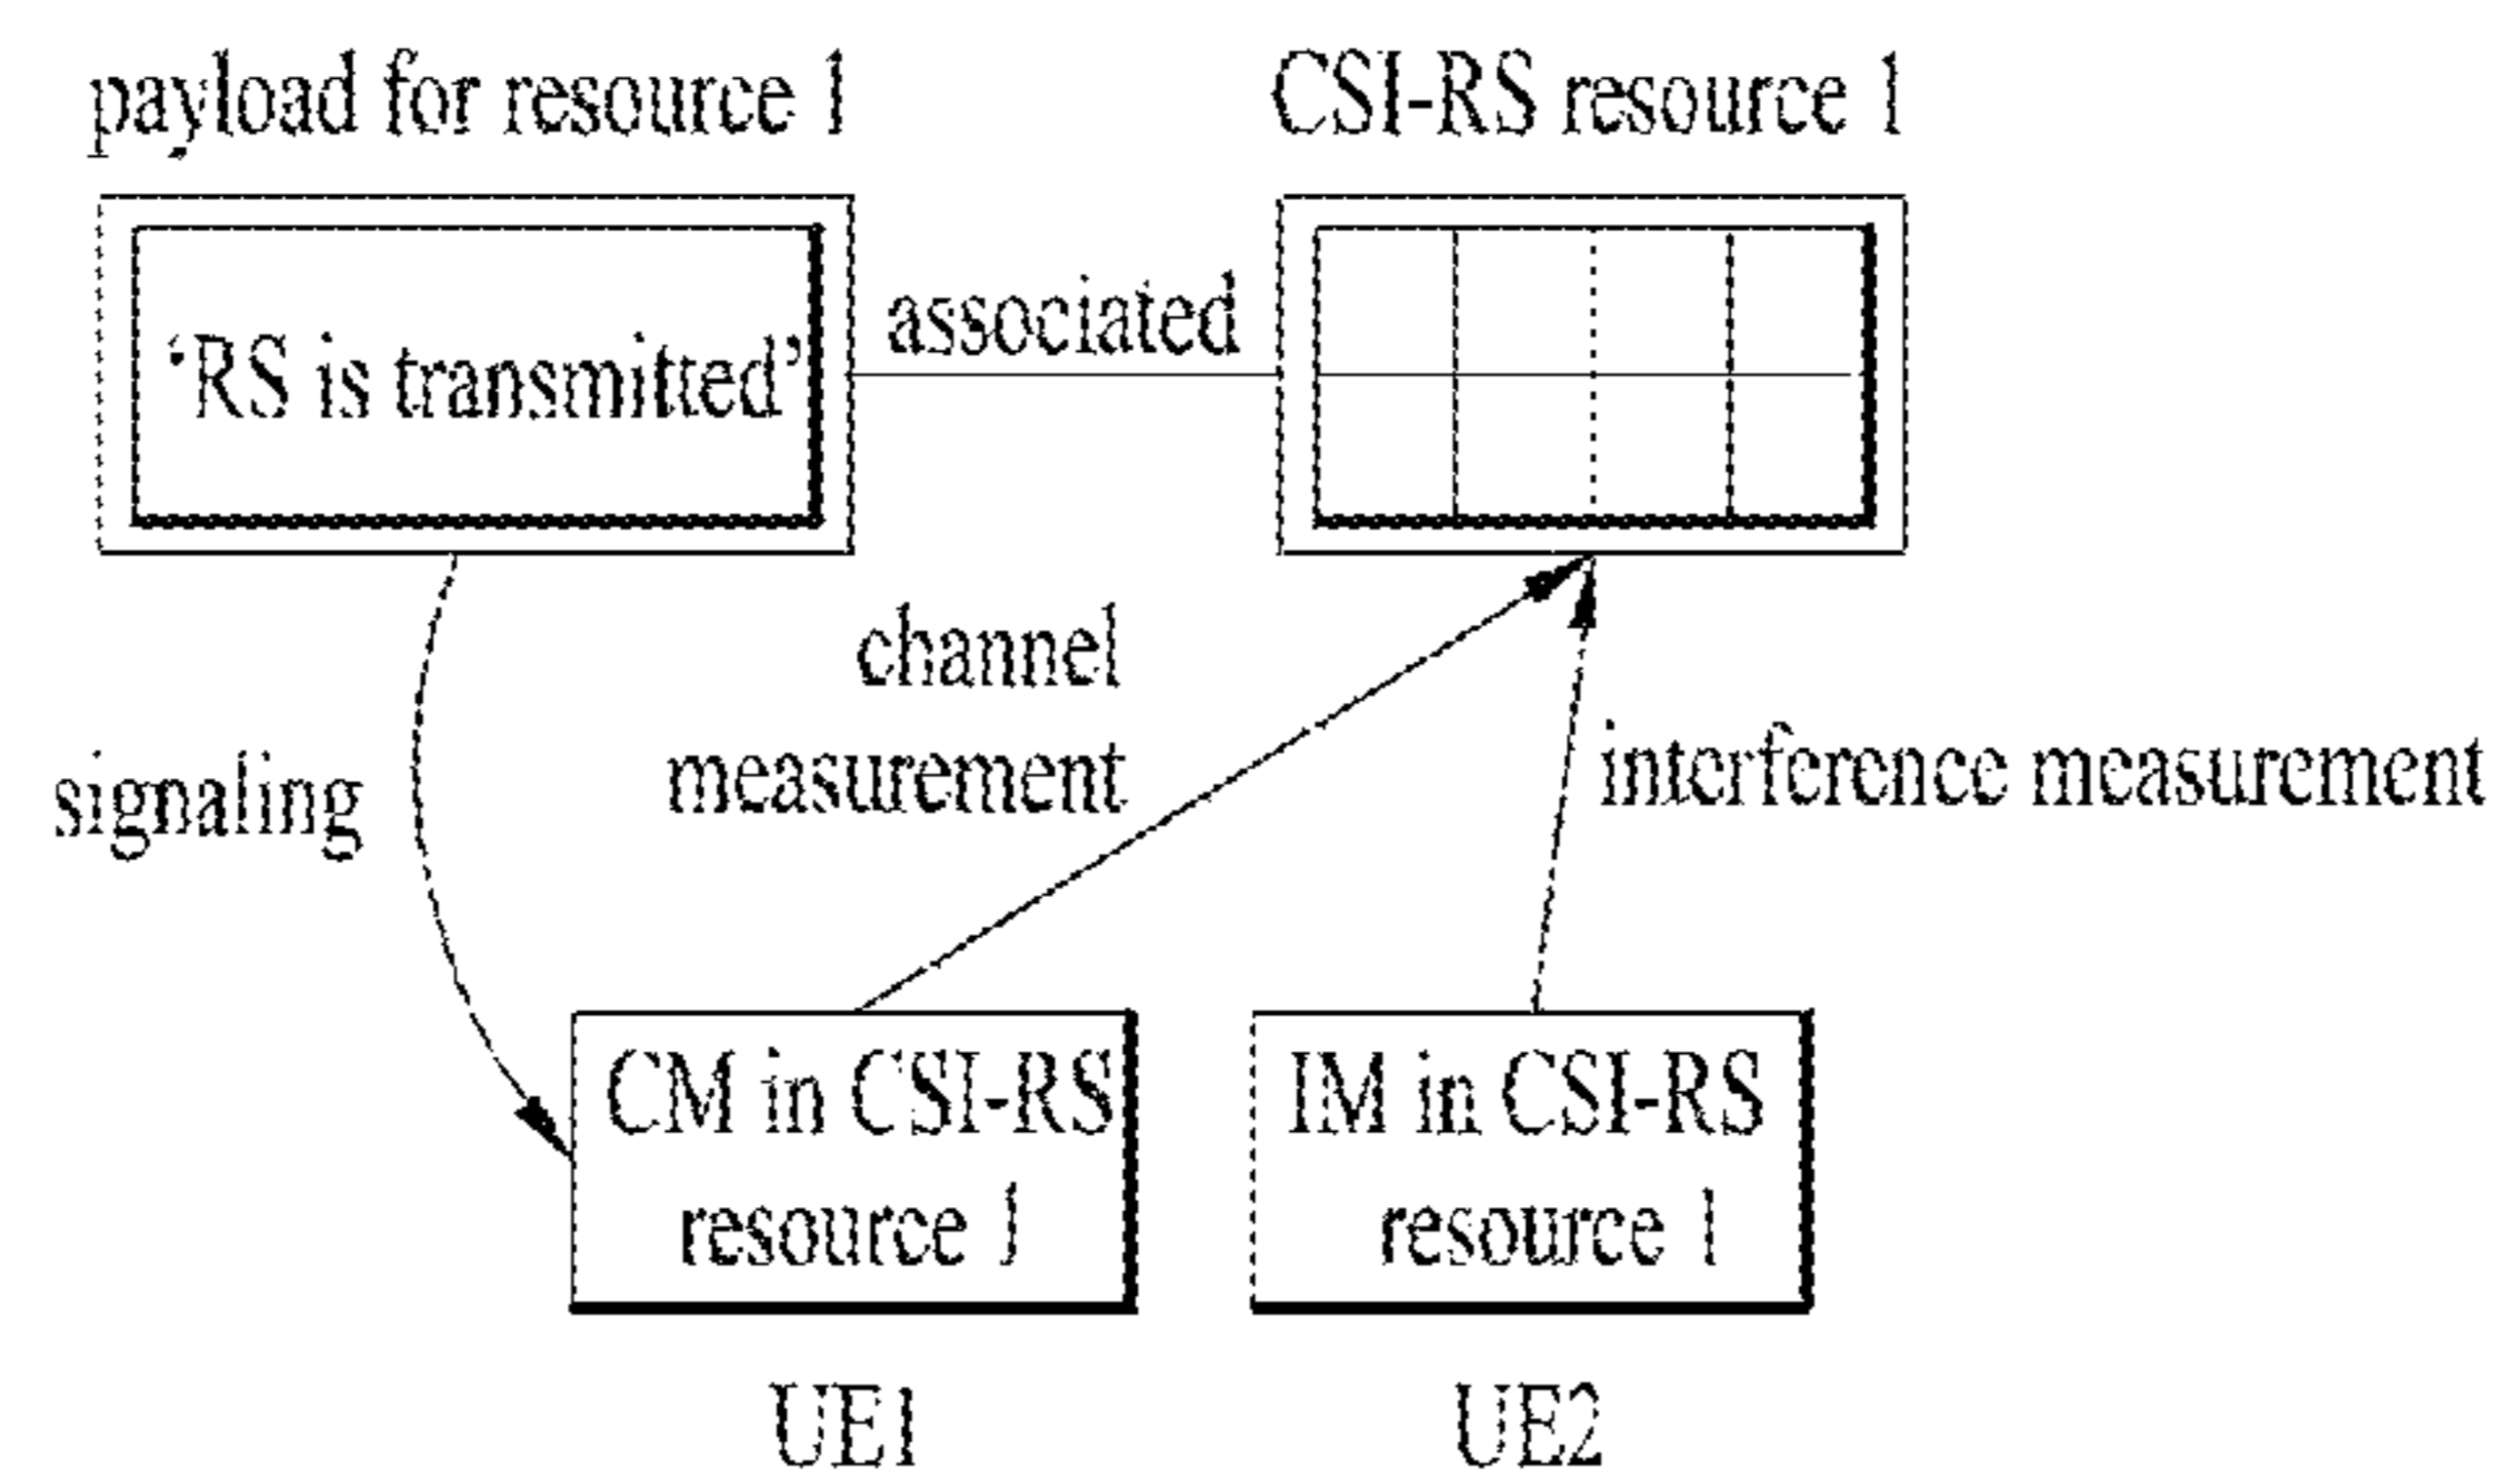 payload for resource 1
CSI-RS resource 1
‘RS is transmitted’
associated
channel
measurement
signaling
interference measurement
CM in CSI-RS
resource 1
IM in CSI-RS
resource 1
UE1
UE2